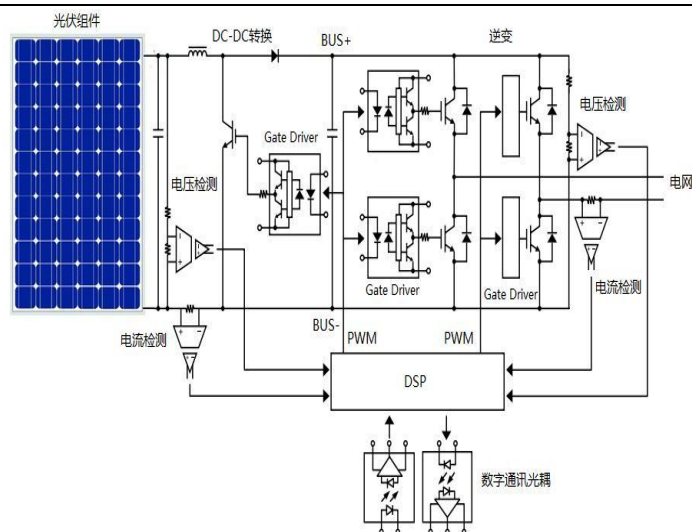 光伏组件
DC-DC转换
BUS+
逆变
电压检测
Gate Driver
电压检测
电网
Gate Driver
Gate Driver
电流检测
BUS-
PWM
PWM
电流检测
DSP
数字通讯光耦